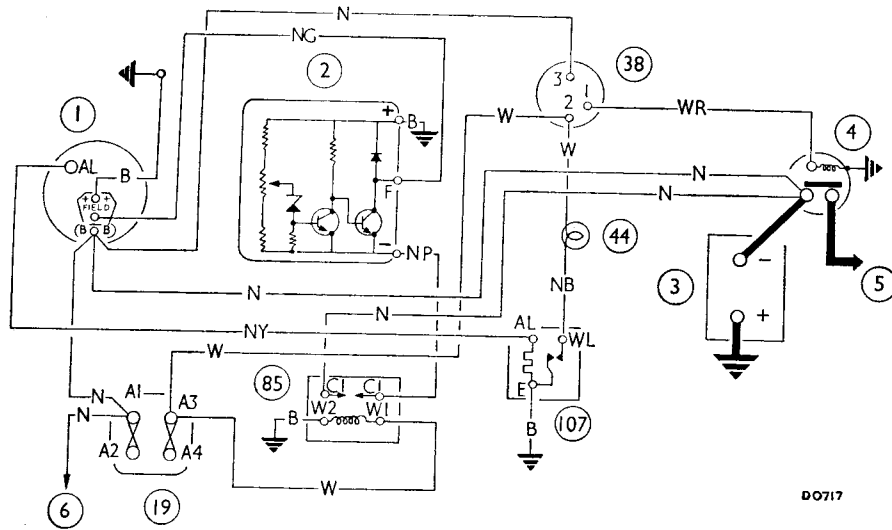 N
NG
2
38
3
1
2
WR
W
W
4
1
AL
B
+ +
FIELD
(B B)
+
B
F
−
NP
N
N
44
3
−
+
5
N
N
NB
NY
AL
WL
W
85
C1 C1
W2 W1
E
107
A1
N
A3
N
B
B
A2
A4
6
19
W
DO717